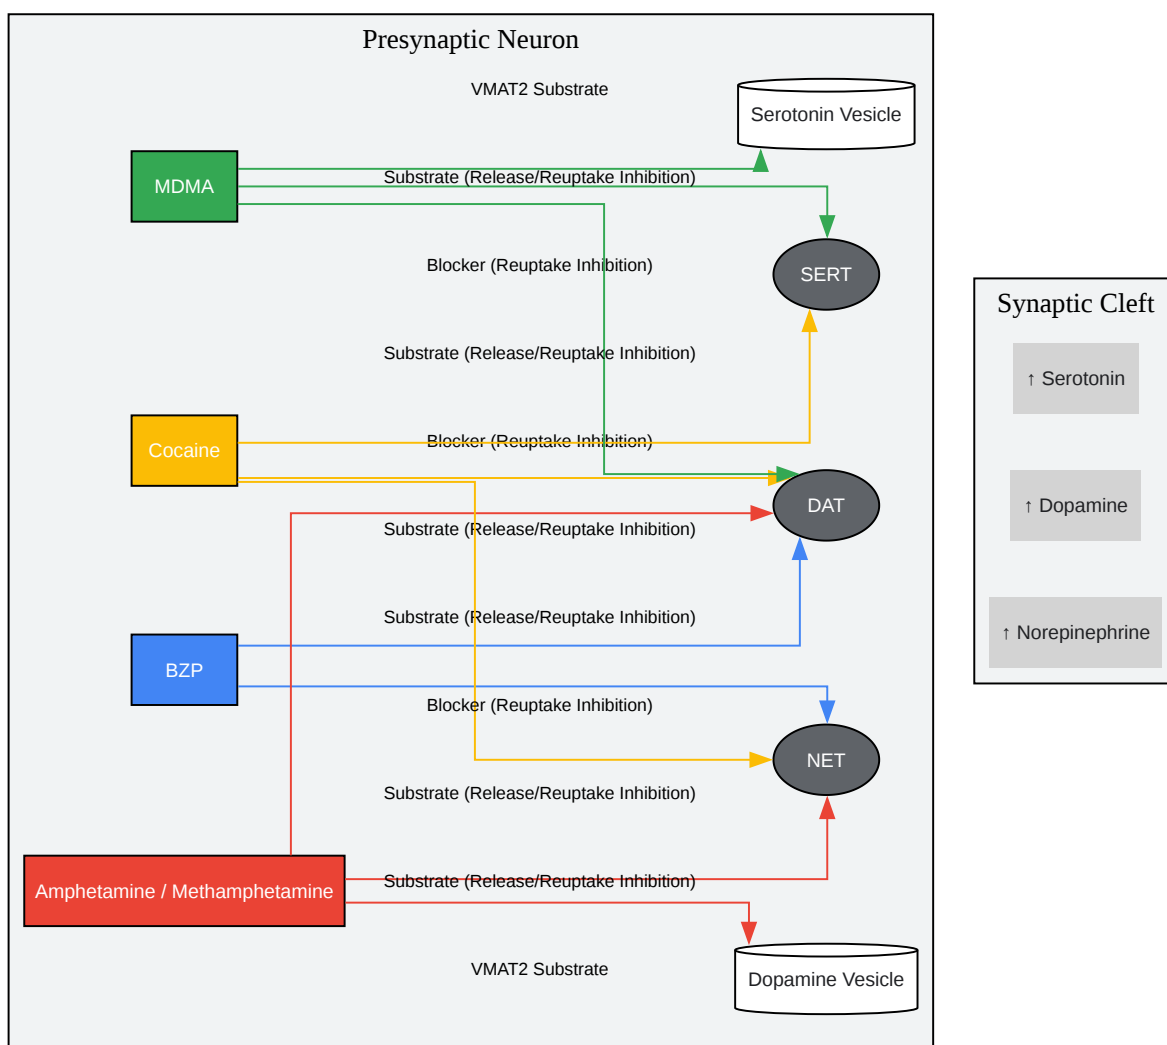 Presynaptic Neuron
VMAT2 Substrate
Serotonin Vesicle
MDMA
Substrate (Release/Reuptake Inhibition)
Blocker (Reuptake Inhibition)
SERT
Substrate (Release/Reuptake Inhibition)
Cocaine
Blocker (Reuptake Inhibition)
DAT
Substrate (Release/Reuptake Inhibition)
Substrate (Release/Reuptake Inhibition)
BZP
Blocker (Reuptake Inhibition)
NET
Substrate (Release/Reuptake Inhibition)
Amphetamine / Methamphetamine
Substrate (Release/Reuptake Inhibition)
VMAT2 Substrate
Dopamine Vesicle
Synaptic Cleft
↑ Serotonin
↑ Dopamine
↑ Norepinephrine